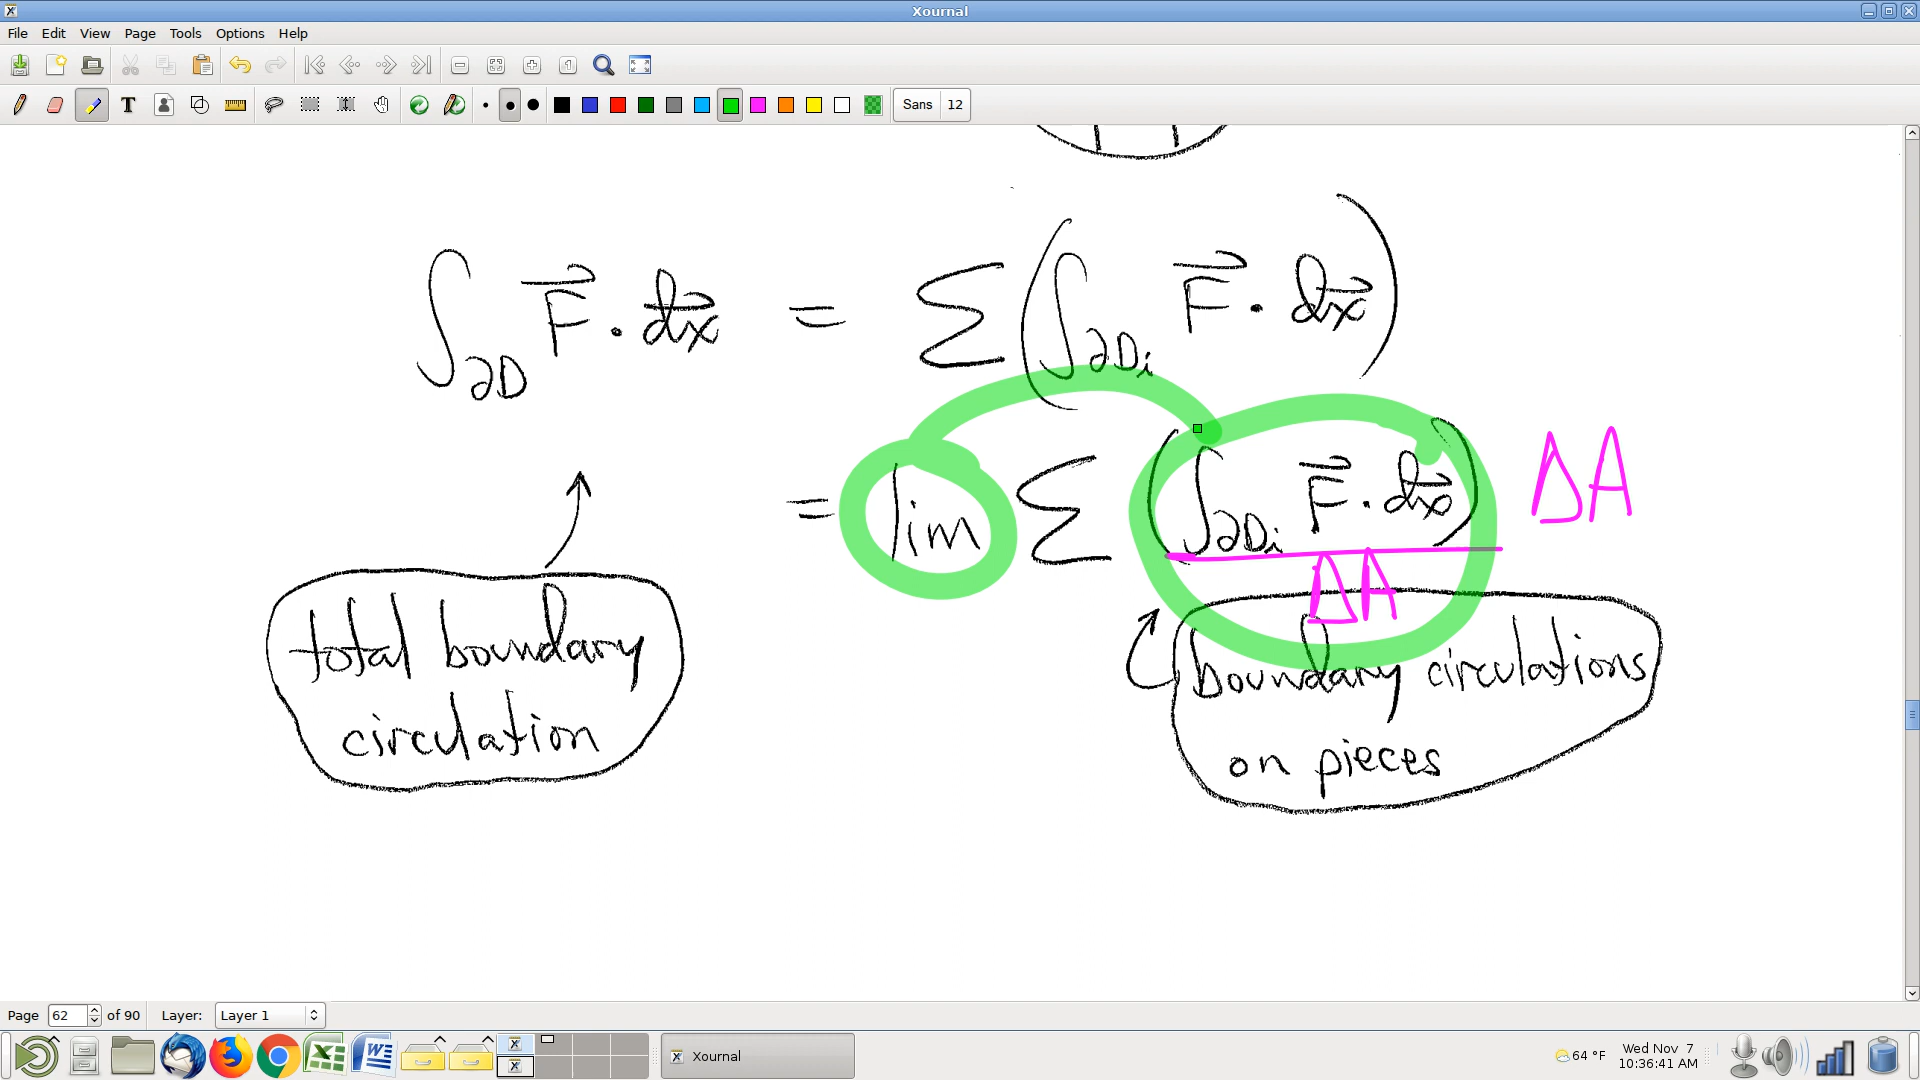 Xournal
File Edit View Page Tools Options Help
Sans 12
∫∂D F⃗ · dx⃗ = Σ (∫∂Di F⃗ · dx⃗)
= lim Σ (∫∂Di F⃗ · dx⃗) / ΔA ΔA
total boundary
circulation
boundary circulations
on pieces
Page 62 of 90 Layer: Layer 1
Xournal
64 °F
Wed Nov 7
10:36:41 AM